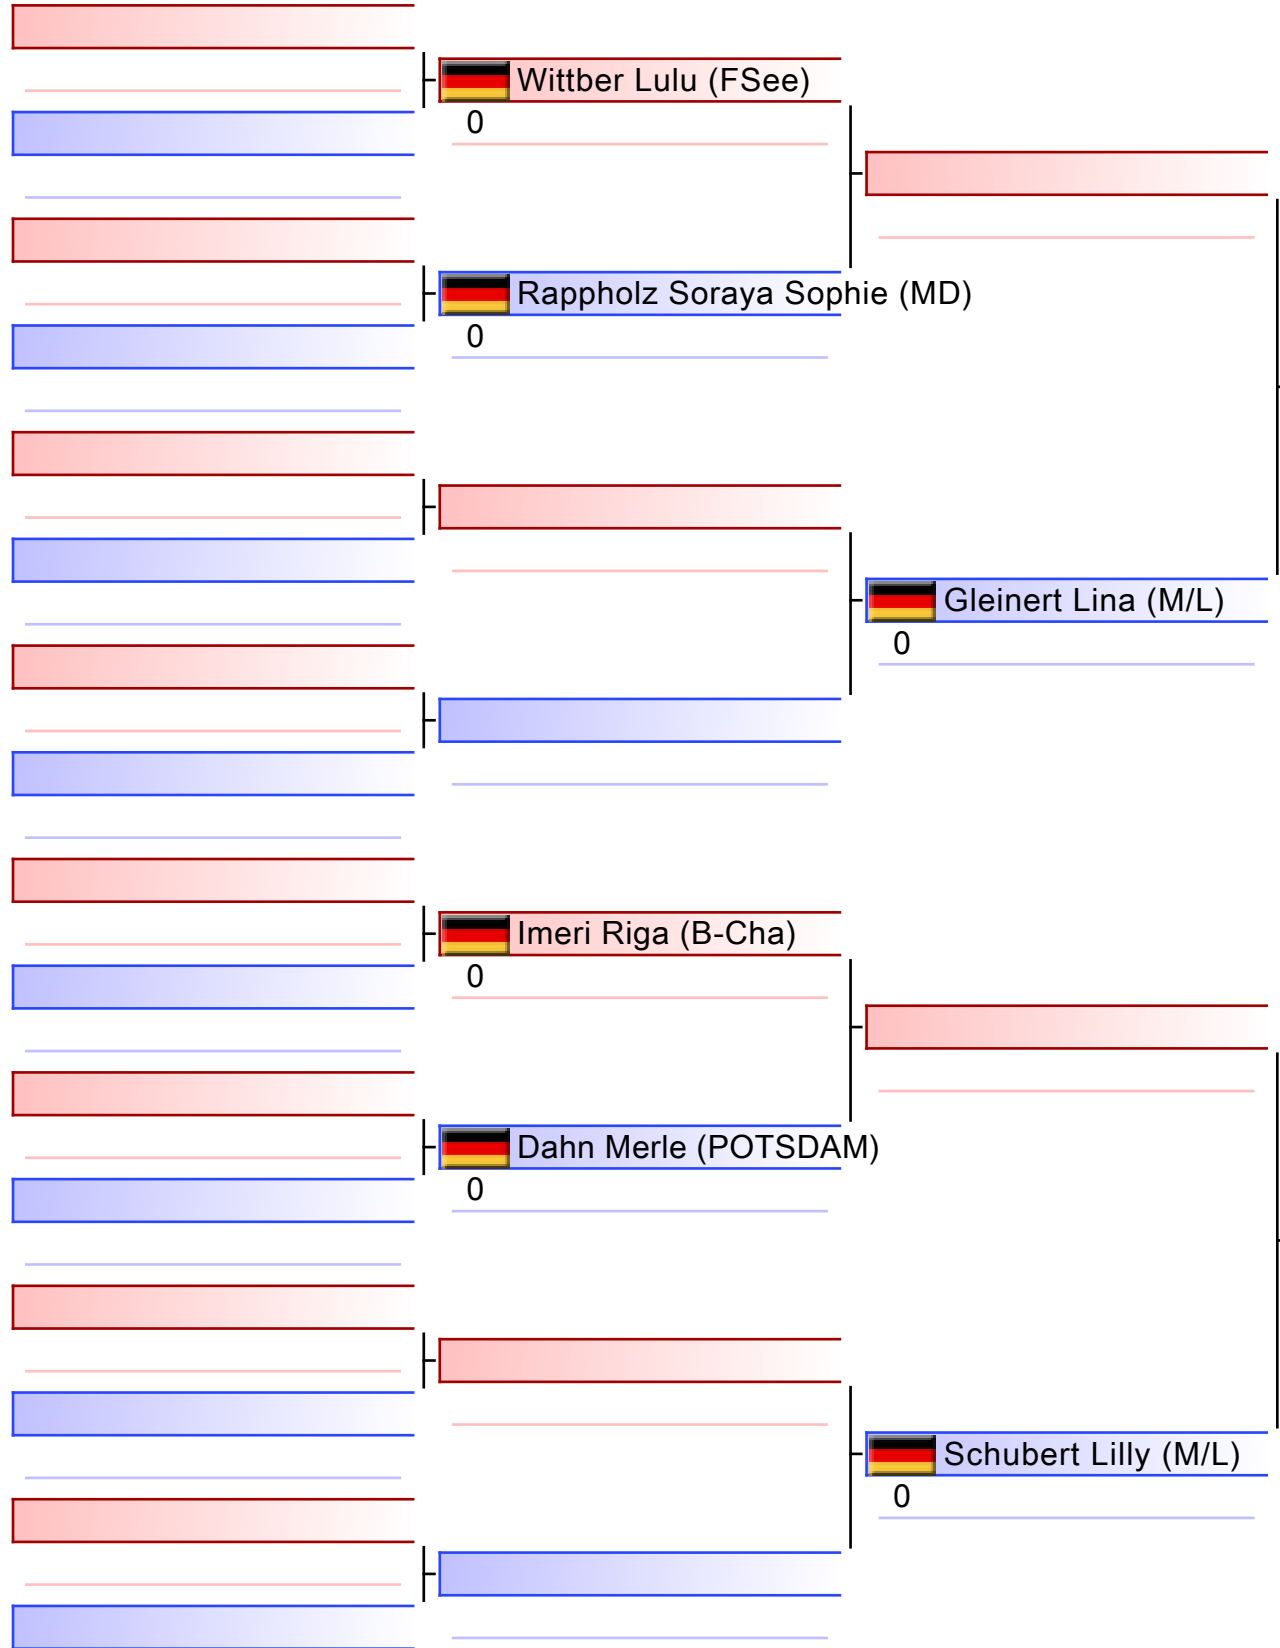 Wittber Lulu (FSee)
0
Rappholz Soraya Sophie (MD)
0
Gleinert Lina (M/L)
0
Imeri Riga (B-Cha)
0
Dahn Merle (POTSDAM)
0
Schubert Lilly (M/L)
0